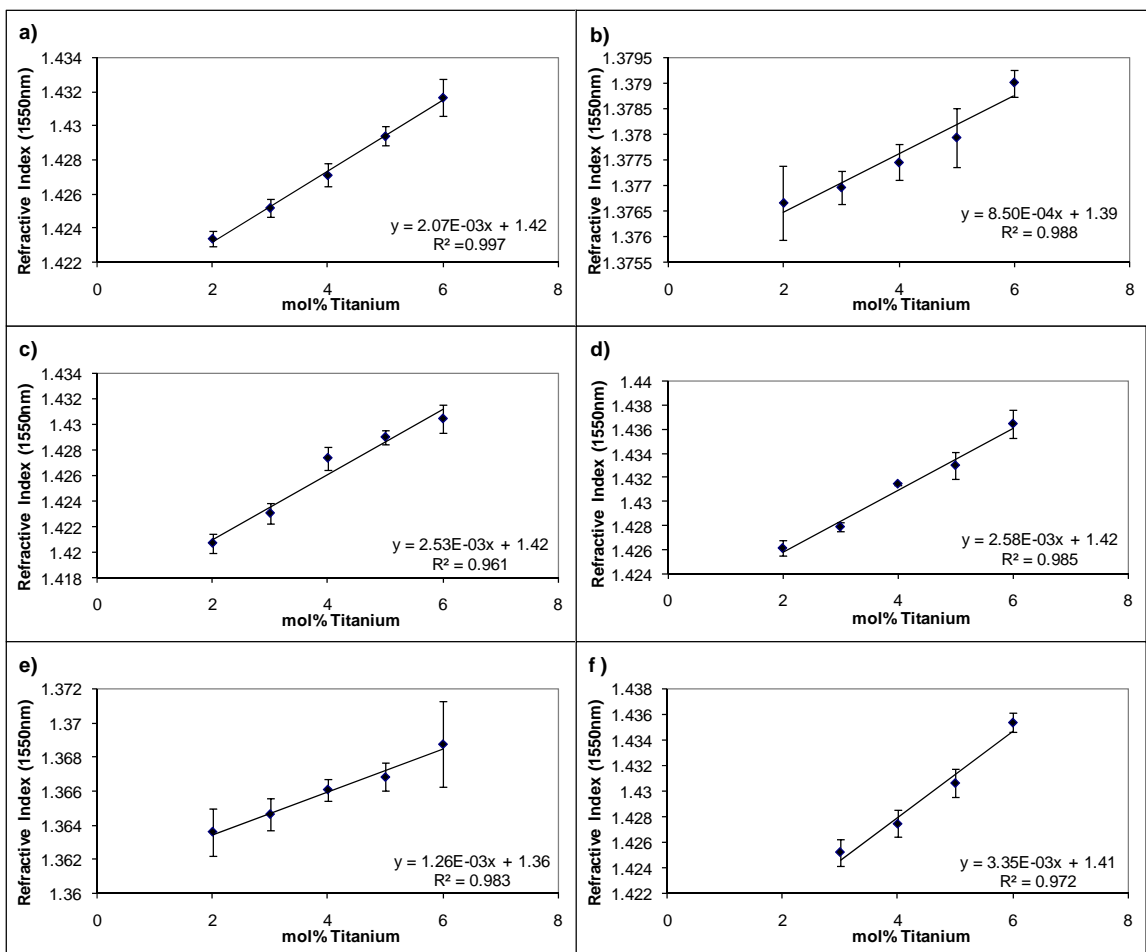 a)
Refractive Index (1550nm)
1.434
1.432
1.43
1.428
1.426
1.424
1.422
y = 2.07E-03x + 1.42
R² =0.997
0 2 4 6 8
mol% Titanium
b)
Refractive Index (1550nm)
1.3795
1.379
1.3785
1.378
1.3775
1.377
1.3765
1.376
1.3755
y = 8.50E-04x + 1.39
R² = 0.988
0 2 4 6 8
mol% Titanium
c)
Refractive Index (1550nm)
1.434
1.432
1.43
1.428
1.426
1.424
1.422
1.42
1.418
y = 2.53E-03x + 1.42
R² = 0.961
0 2 4 6 8
mol% Titanium
d)
Refractive Index (1550nm)
1.44
1.438
1.436
1.434
1.432
1.43
1.428
1.426
1.424
y = 2.58E-03x + 1.42
R² = 0.985
0 2 4 6 8
mol% Titanium
e)
Refractive Index (1550nm)
1.372
1.37
1.368
1.366
1.364
1.362
1.36
y = 1.26E-03x + 1.36
R² = 0.983
0 2 4 6 8
mol% Titanium
f )
Refractive Index (1550nm)
1.438
1.436
1.434
1.432
1.43
1.428
1.426
1.424
1.422
y = 3.35E-03x + 1.41
R² = 0.972
0 2 4 6 8
mol% Titanium